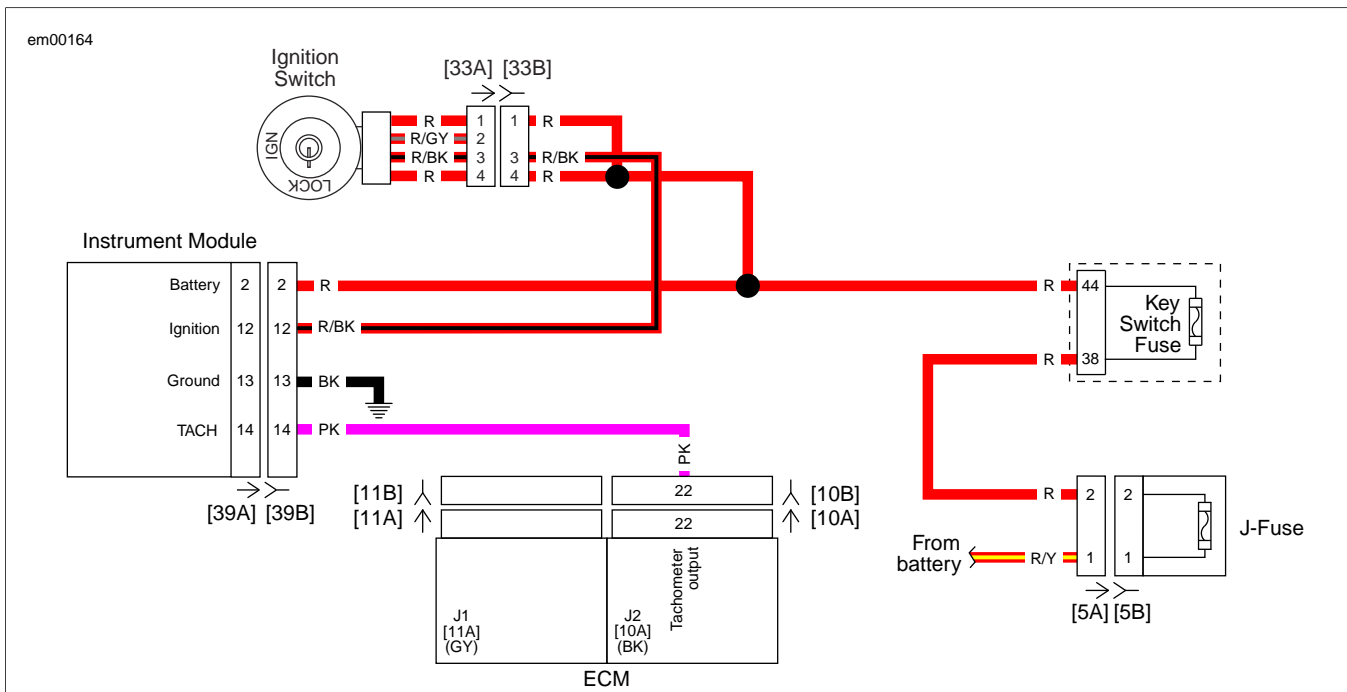 em00164
Ignition
Switch
IGN
LOCK
[33A] [33B]
R 1 1 R
R/GY 2
R/BK 3 3 R/BK
R 4 4 R
Instrument Module
Battery 2 2 R
Ignition 12 12 R/BK
Ground 13 13 BK
TACH 14 14 PK
[39A] [39B]
PK
[11B] 22 [10B]
[11A] 22 [10A]
Tachometer
output
J1
[11A]
(GY)
J2
[10A]
(BK)
ECM
R 44
Key
Switch
Fuse
R 38
R 2 2
J-Fuse
From
battery
R/Y 1 1
[5A] [5B]